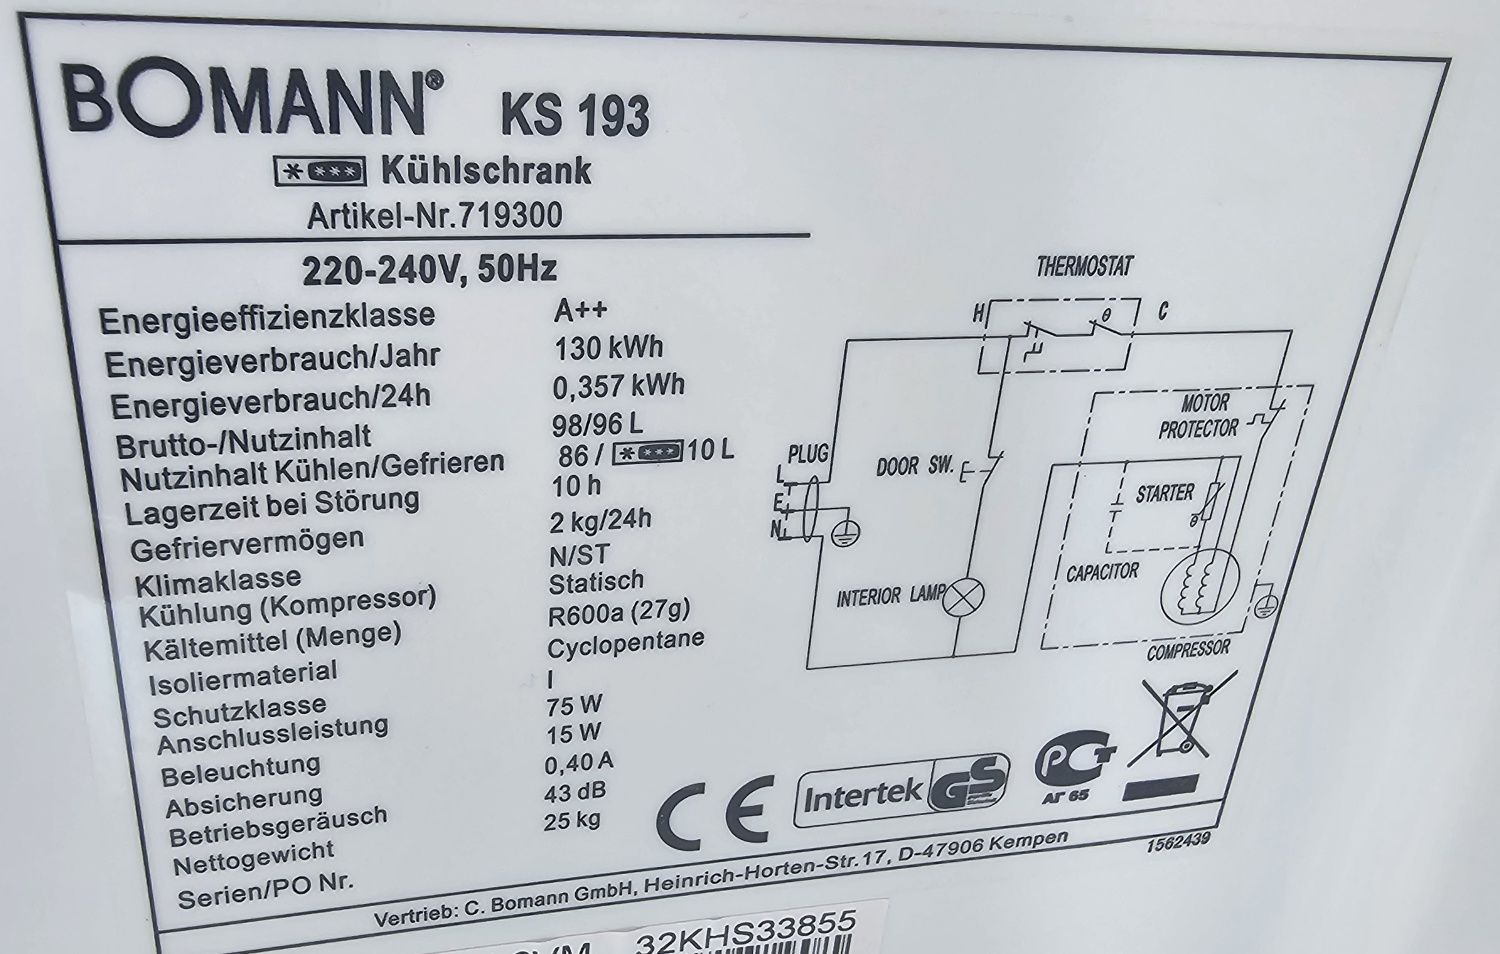 BOMANN® KS 193
Kühlschrank
Artikel-Nr.719300
220-240V, 50Hz
Energieeffizienzklasse A++
Energieverbrauch/Jahr 130 kWh
Energieverbrauch/24h 0,357 kWh
Brutto-/Nutzinhalt 98/96 L
Nutzinhalt Kühlen/Gefrieren 86 / 10 L
Lagerzeit bei Störung 10 h
Gefriervermögen 2 kg/24h
Klimaklasse N/ST
Kühlung (Kompressor) Statisch
Kältemittel (Menge) R600a (27g)
Isoliermaterial Cyclopentane
Schutzklasse I
Anschlussleistung 75 W
Beleuchtung 15 W
Absicherung 0,40 A
Betriebsgeräusch 43 dB
Nettogewicht 25 kg
Serien/PO Nr.
THERMOSTAT
H θ C
MOTOR
PROTECTOR
PLUG
L
E
N
DOOR SW.
STARTER
θ
CAPACITOR
INTERIOR LAMP
COMPRESSOR
CE
Intertek GS
РСТ
АГ 65
Vertrieb: C. Bomann GmbH, Heinrich-Horten-Str.17, D-47906 Kempen
1562439
32KHS33855